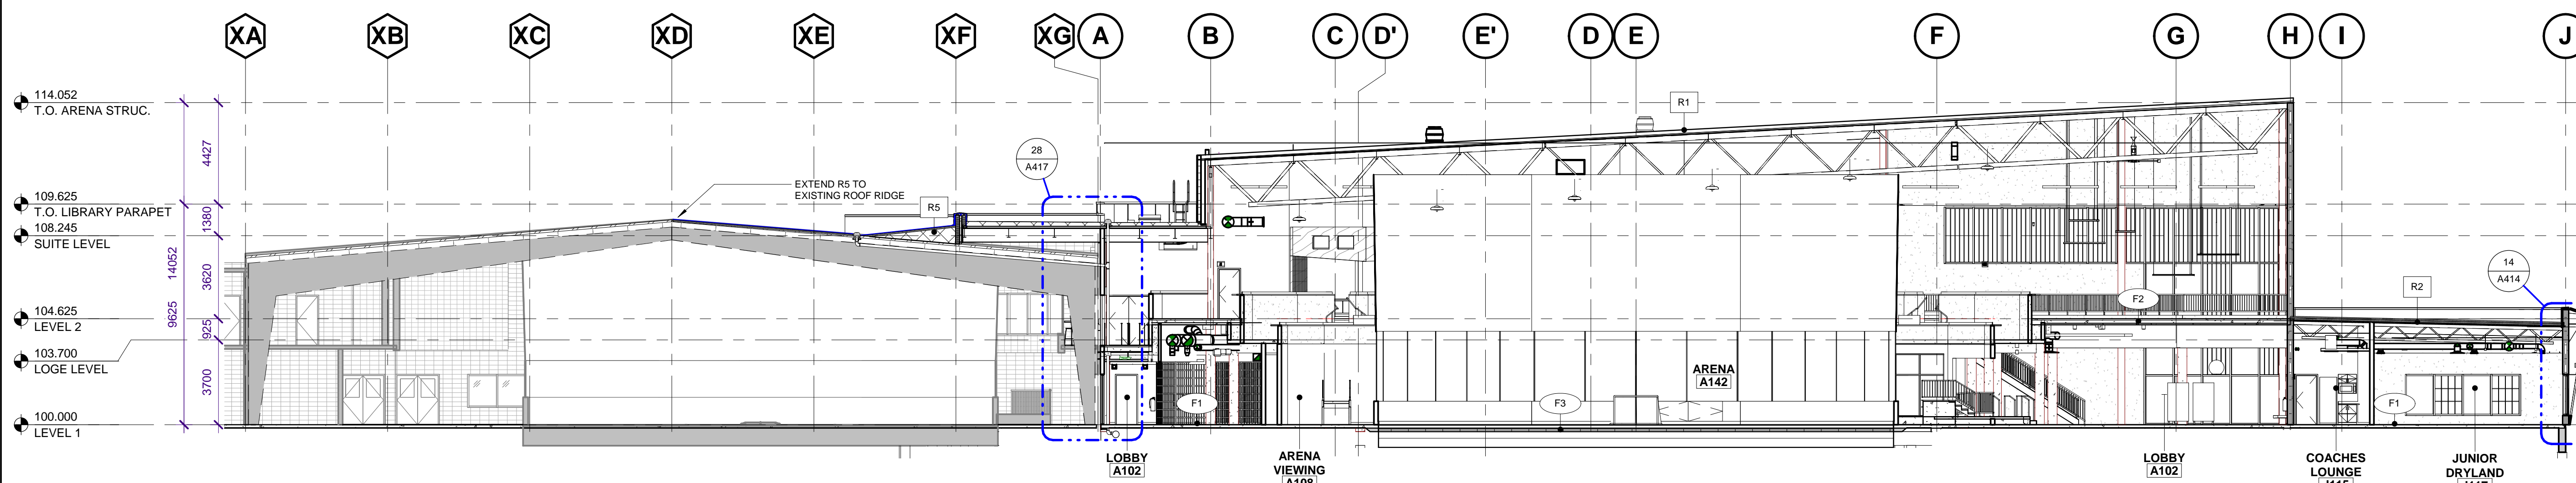 XA XB XC XD XE XF XG A B C D' E' D E F G H I J
114.052
T.O. ARENA STRUC.
R1
4427
28
A417
109.625
T.O. LIBRARY PARAPET
EXTEND R5 TO
EXISTING ROOF RIDGE
R5
1380
108.245
SUITE LEVEL
14052
3620
14
A414
R2
F2
9625
104.625
LEVEL 2
925
103.700
LOGE LEVEL
3700
ARENA
A142
F1
F3
F1
100.000
LEVEL 1
LOBBY
A102
ARENA
VIEWING
A108
LOBBY
A102
COACHES
LOUNGE
JUNIOR
DRYLAND